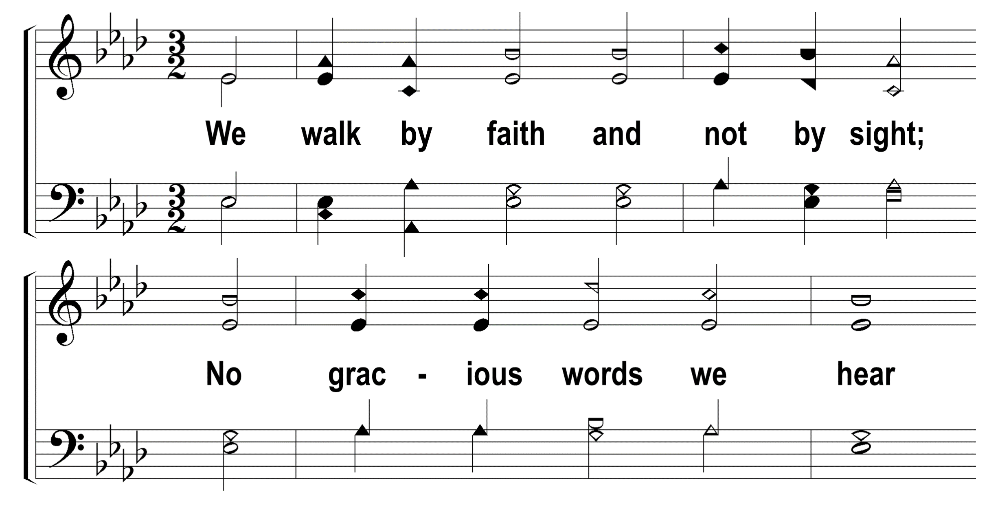 We walk by faith and not by sight;
No grac - ious words we hear